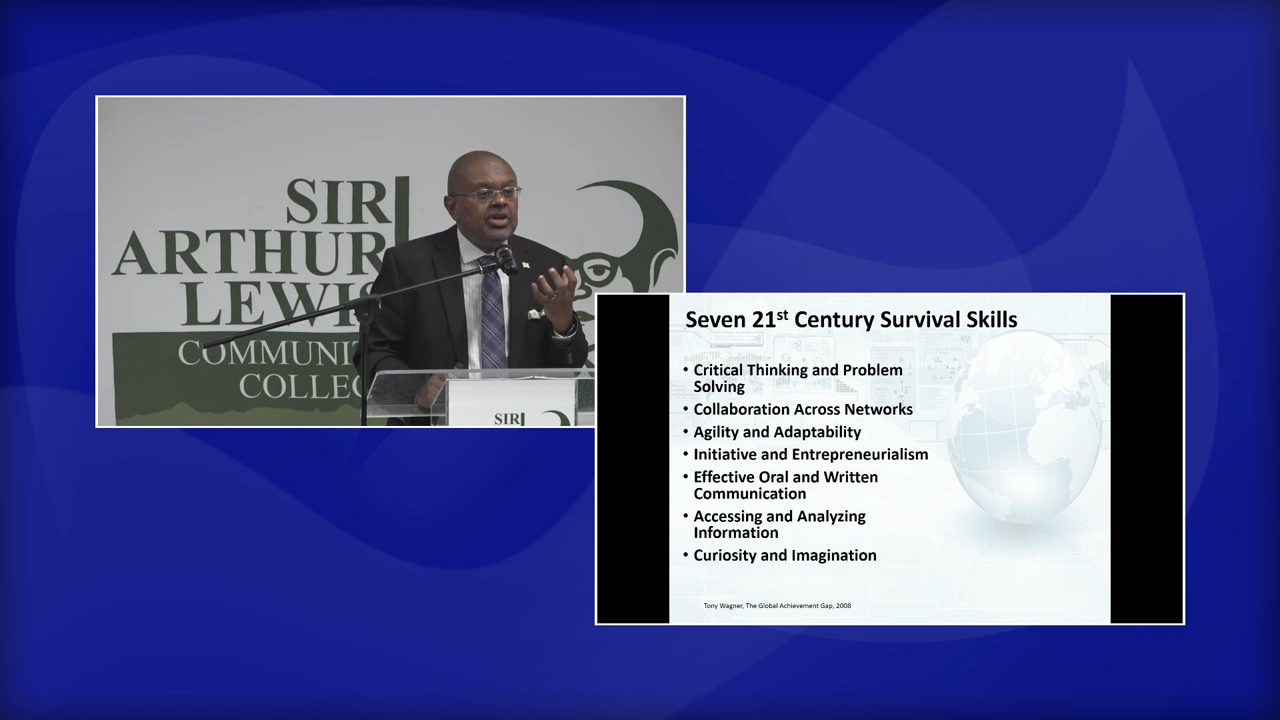 SIR
ARTHUR
LEWIS
COMMUNIT
COLLEG
SIR
Seven 21st Century Survival Skills
• Critical Thinking and Problem
Solving
• Collaboration Across Networks
• Agility and Adaptability
• Initiative and Entrepreneurialism
• Effective Oral and Written
Communication
• Accessing and Analyzing
Information
• Curiosity and Imagination
Tony Wagner, The Global Achievement Gap, 2008